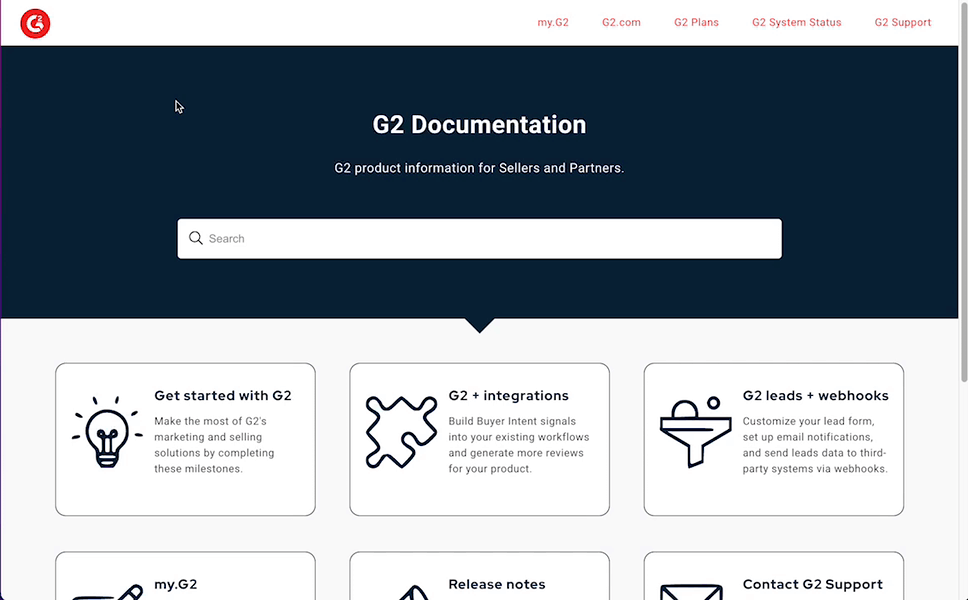 G2
my.G2
G2.com
G2 Plans
G2 System Status
G2 Support
G2 Documentation
G2 product information for Sellers and Partners.
Search
Get started with G2
Make the most of G2's
marketing and selling
solutions by completing
these milestones.
G2 + integrations
Build Buyer Intent signals
into your existing workflows
and generate more reviews
for your product.
G2 leads + webhooks
Customize your lead form,
set up email notifications,
and send leads data to third-
party systems via webhooks.
my.G2
Release notes
Contact G2 Support